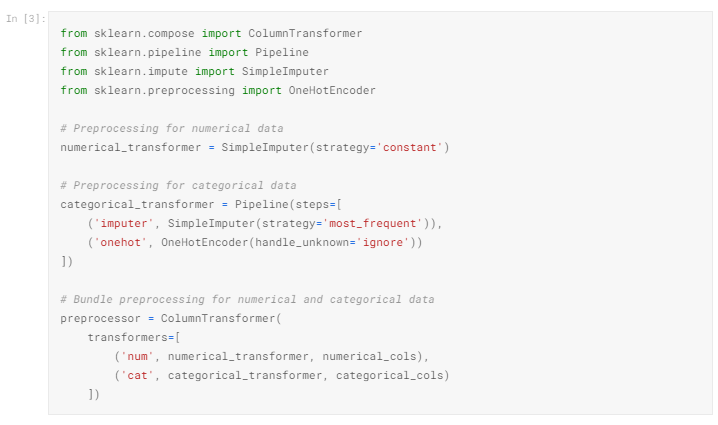 In [3]:
from sklearn.compose import ColumnTransformer
from sklearn.pipeline import Pipeline
from sklearn.impute import SimpleImputer
from sklearn.preprocessing import OneHotEncoder
# Preprocessing for numerical data
numerical_transformer = SimpleImputer(strategy='constant')
# Preprocessing for categorical data
categorical_transformer = Pipeline(steps=[
    ('imputer', SimpleImputer(strategy='most_frequent')),
    ('onehot', OneHotEncoder(handle_unknown='ignore'))
])
# Bundle preprocessing for numerical and categorical data
preprocessor = ColumnTransformer(
    transformers=[
        ('num', numerical_transformer, numerical_cols),
        ('cat', categorical_transformer, categorical_cols)
    ])